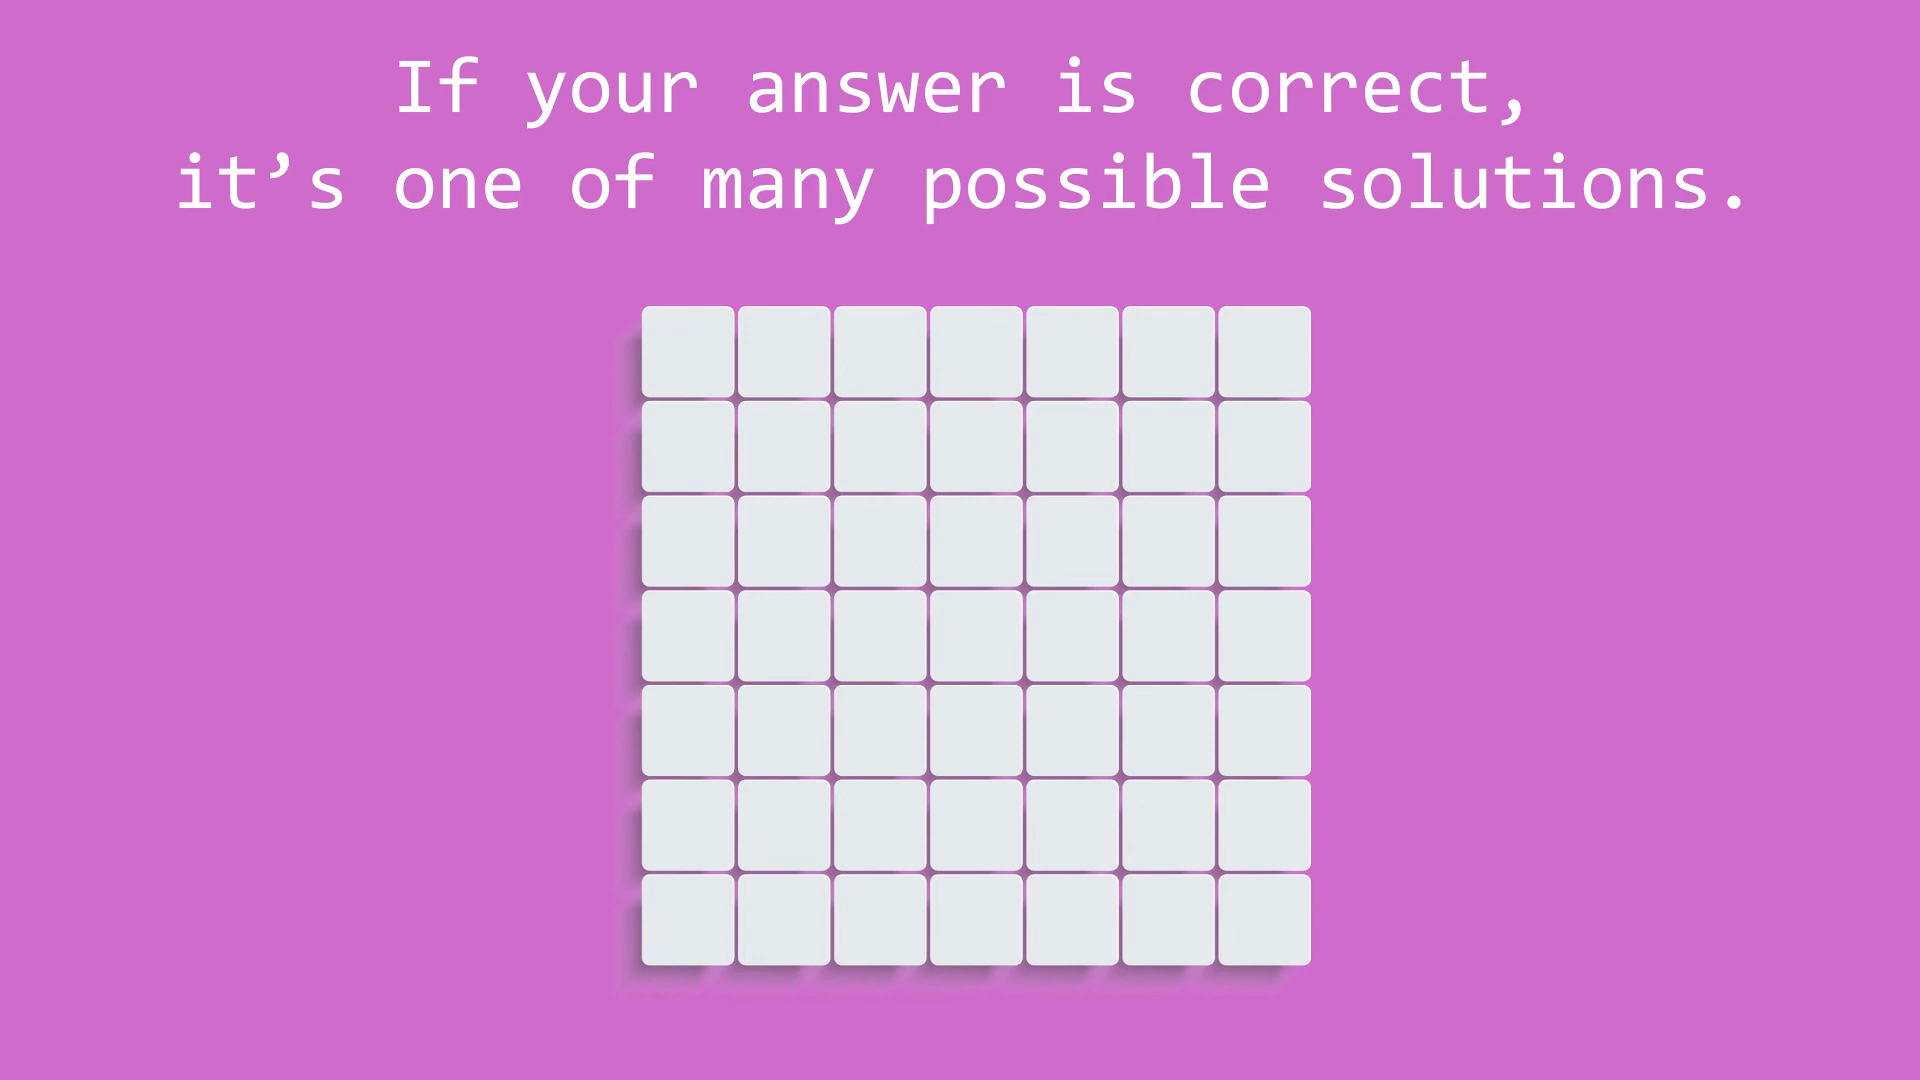 If your answer is correct,
it’s one of many possible solutions.